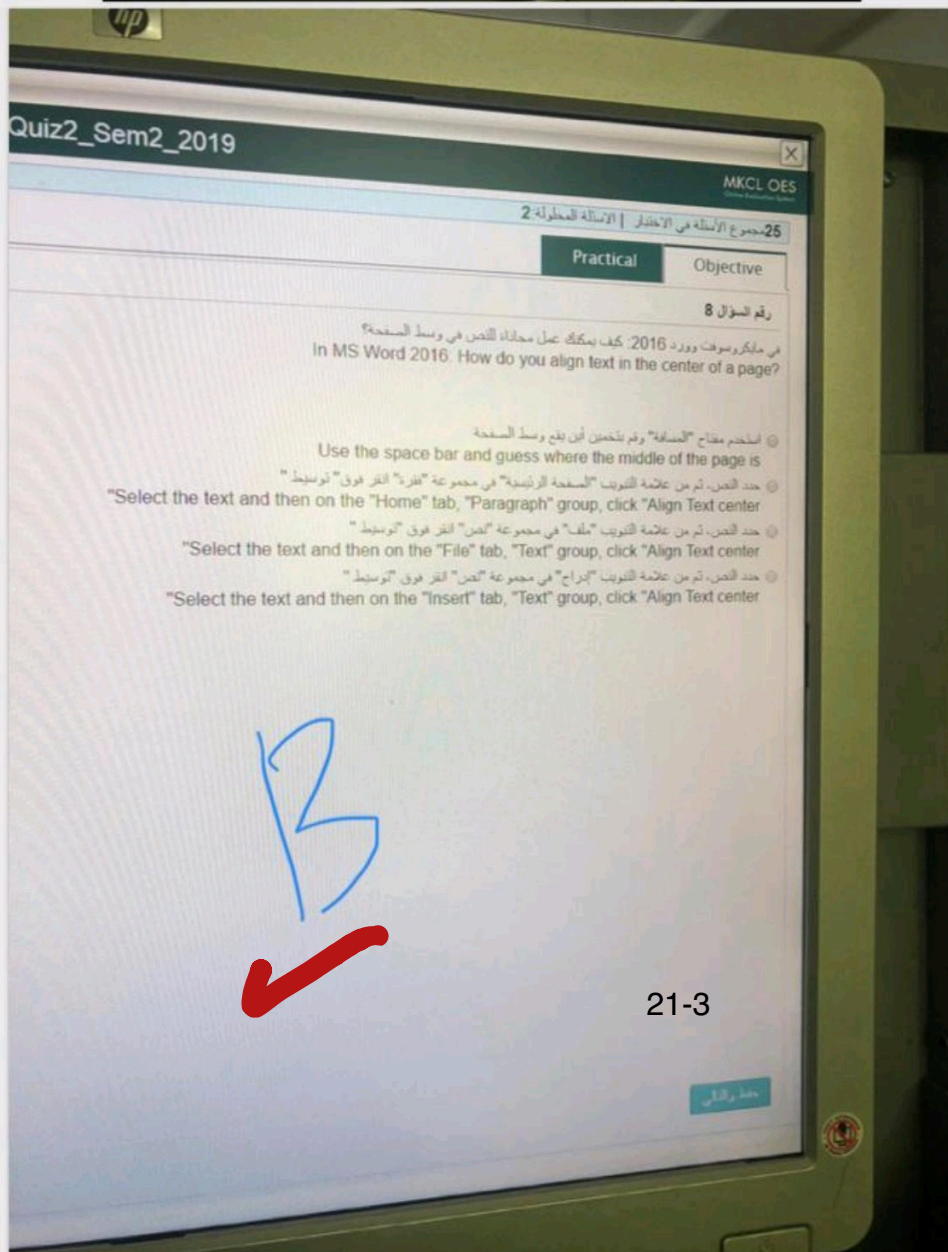 hp
Quiz2_Sem2_2019
X
MKCL OES
25مجموع الأسئلة في الاختبار | الاسئلة المحلولة:2
Practical
Objective
رقم السؤال 8
في مايكروسوفت وورد 2016: كيف يمكنك عمل محاذاة للنص في وسط الصفحة؟
In MS Word 2016. How do you align text in the center of a page?
استخدم مفتاح "المسافة" وقم بتخمين أين يقع وسط الصفحة
Use the space bar and guess where the middle of the page is
حدد النص، ثم من علامة التبويب "الصفحة الرئيسية" في مجموعة "فقرة" انقر فوق" توسيط "
"Select the text and then on the "Home" tab, "Paragraph" group, click "Align Text center
حدد النص، ثم من علامة التبويب "ملف" في مجموعة "نص" انقر فوق "توسيط "
"Select the text and then on the "File" tab, "Text" group, click "Align Text center
حدد النص، ثم من علامة التبويب "إدراج" في مجموعة "نص" انقر فوق "توسيط "
"Select the text and then on the "Insert" tab, "Text" group, click "Align Text center
B
21-3
حفظ والتالي